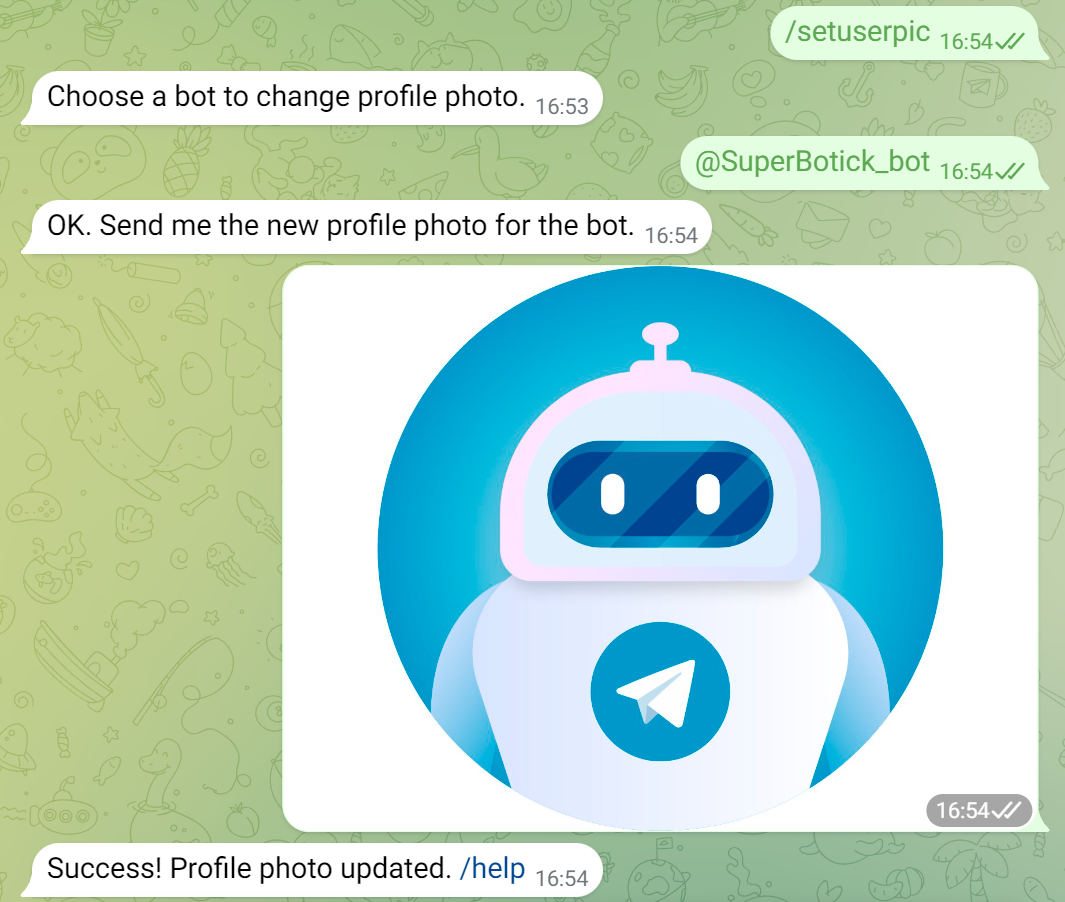 /setuserpic 16:54
Choose a bot to change profile photo. 16:53
@SuperBotick_bot 16:54
OK. Send me the new profile photo for the bot. 16:54
16:54
Success! Profile photo updated. /help 16:54